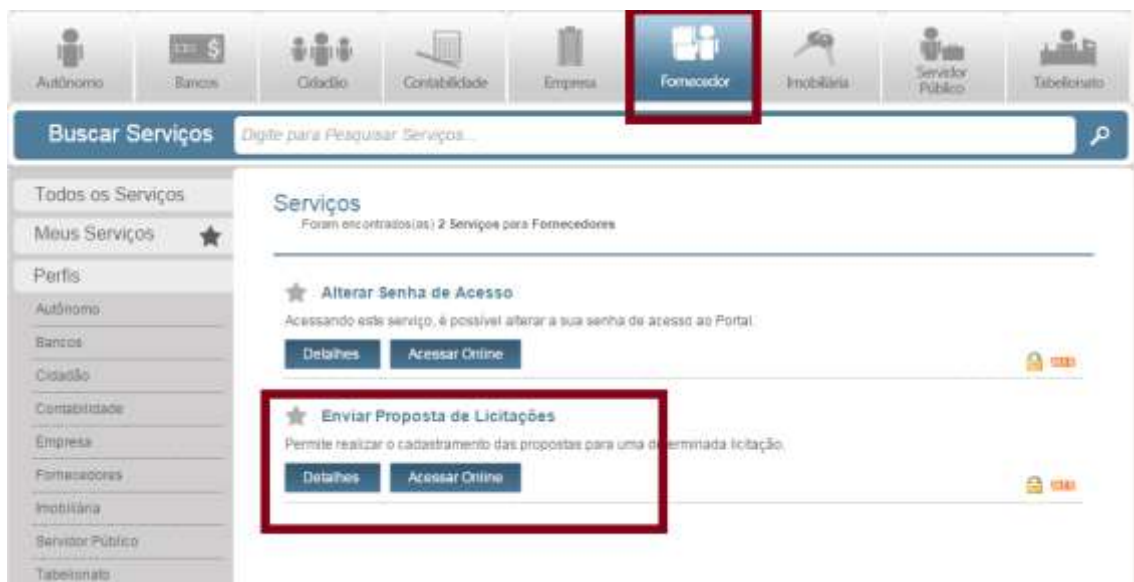 Autônomo
Bancos
Cidadão
Contabilidade
Empresa
Fornecedor
Imobiliária
Servidor
Público
Tabelionato
Buscar Serviços
Digite para Pesquisar Serviços...
Todos os Serviços
Meus Serviços
Perfis
Autônomo
Bancos
Cidadão
Contabilidade
Empresa
Fornecedores
Imobiliária
Servidor Público
Tabelionato
Serviços
Foram encontrados(as) 2 Serviços para Fornecedores
Alterar Senha de Acesso
Acessando este serviço, é possível alterar a sua senha de acesso ao Portal.
Detalhes
Acessar Online
Enviar Proposta de Licitações
Permite realizar o cadastramento das propostas para uma determinada licitação.
Detalhes
Acessar Online